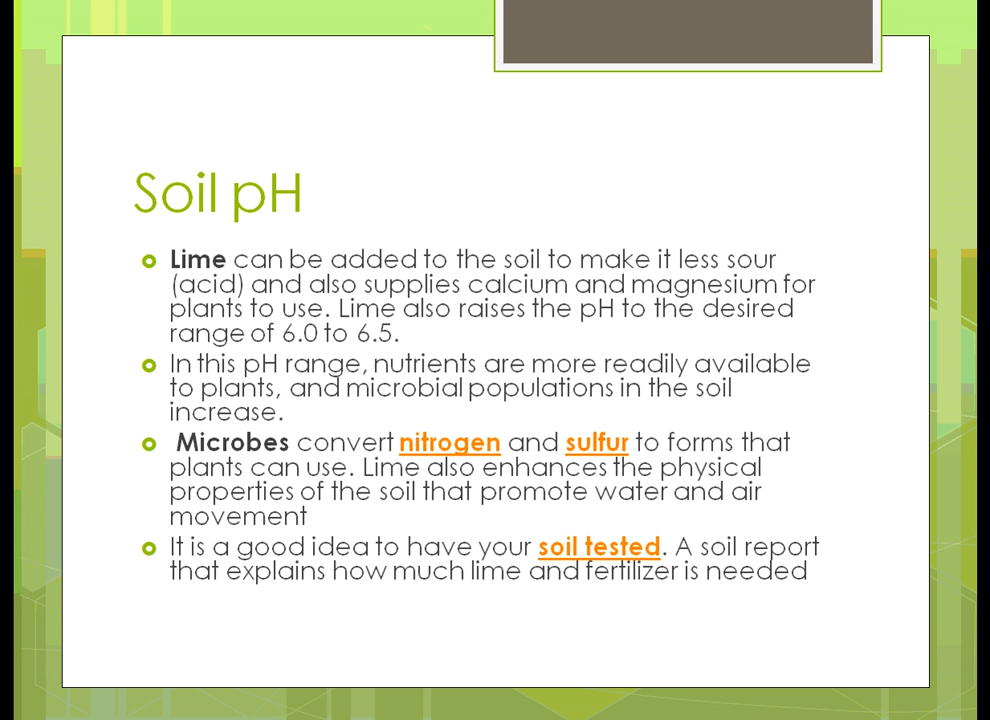 Soil pH
Lime can be added to the soil to make it less sour
(acid) and also supplies calcium and magnesium for
plants to use. Lime also raises the pH to the desired
range of 6.0 to 6.5.
In this pH range, nutrients are more readily available
to plants, and microbial populations in the soil
increase.
Microbes convert nitrogen and sulfur to forms that
plants can use. Lime also enhances the physical
properties of the soil that promote water and air
movement
It is a good idea to have your soil tested. A soil report
that explains how much lime and fertilizer is needed